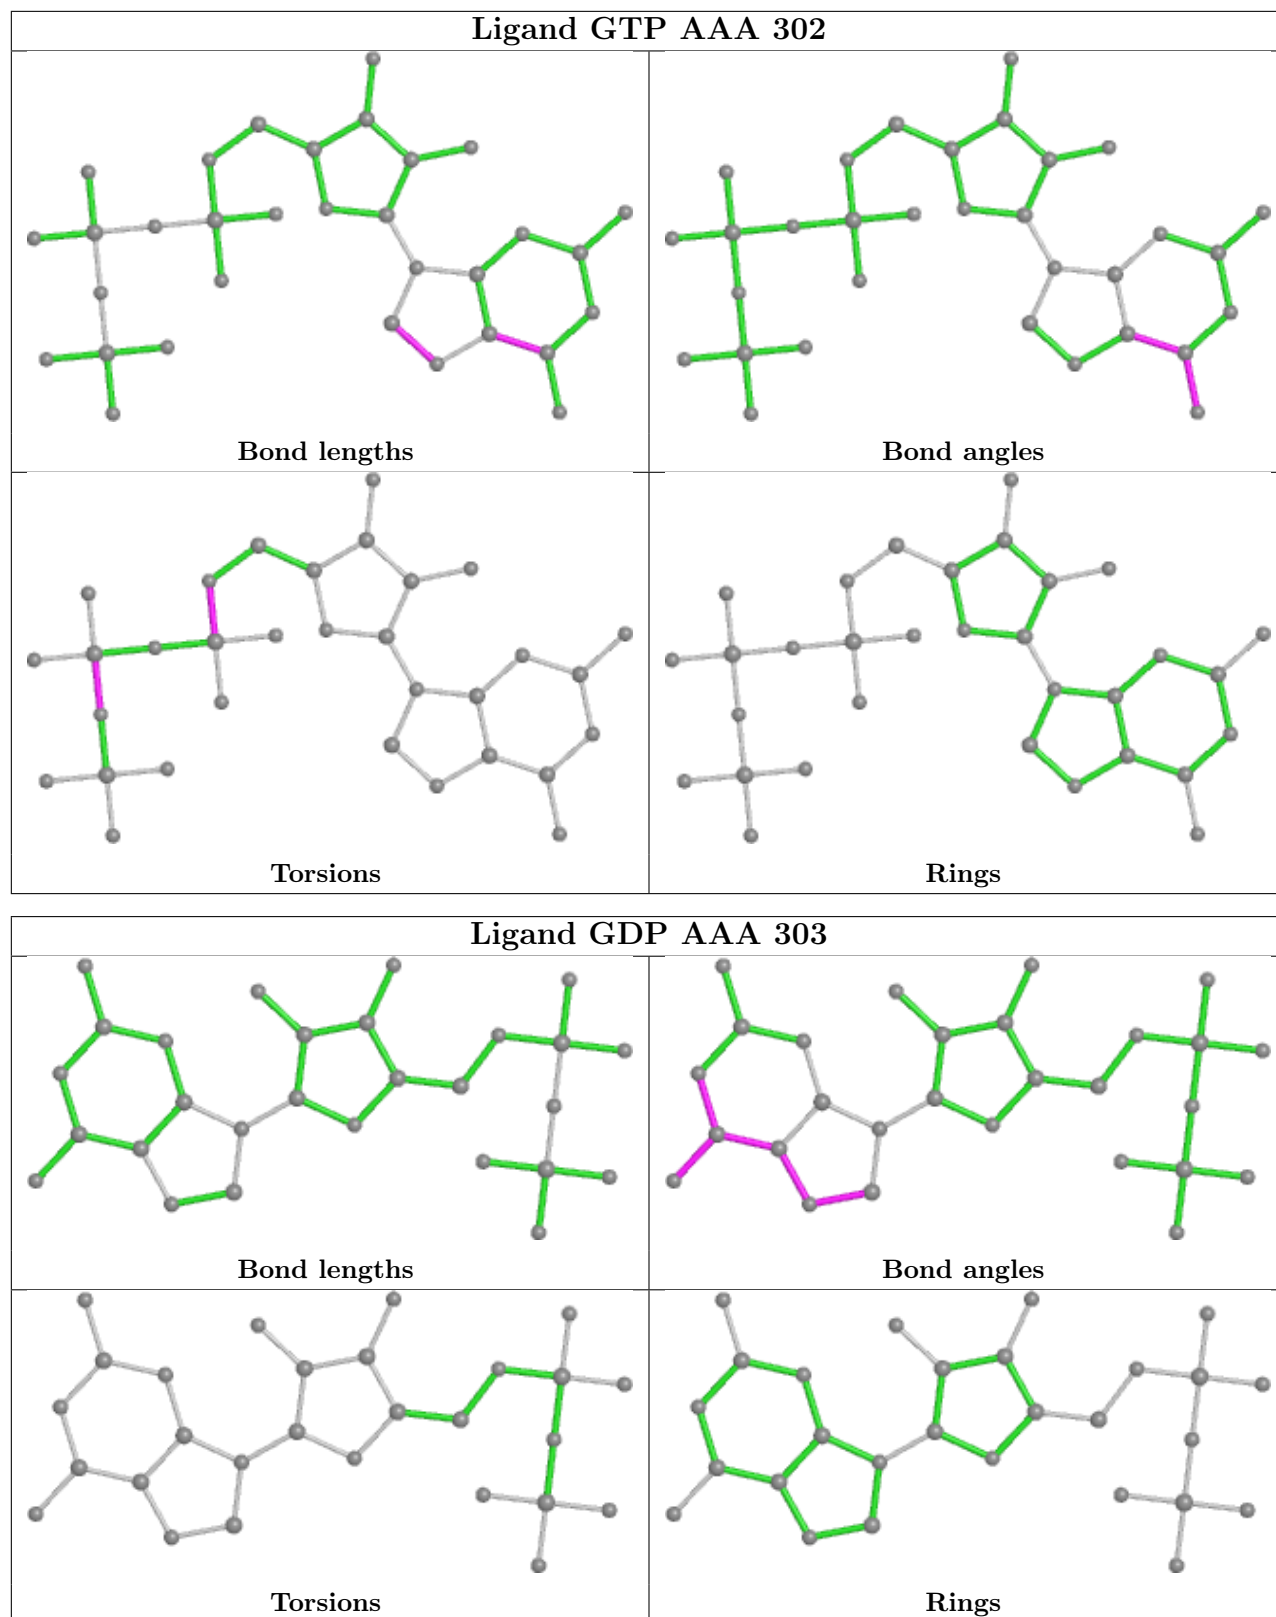 Ligand GTP AAA 302
Bond lengths
Bond angles
Torsions
Rings
Ligand GDP AAA 303
Bond lengths
Bond angles
Torsions
Rings